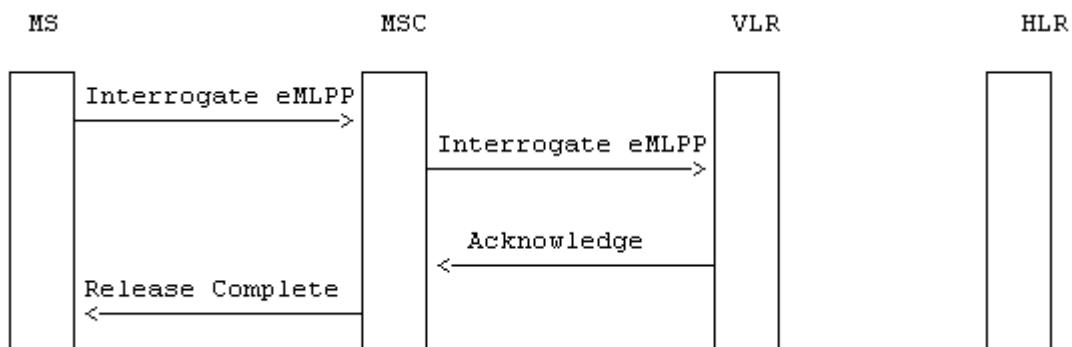 MS MSC VLR HLR
Interrogate eMLPP
Interrogate eMLPP
Acknowledge
Release Complete